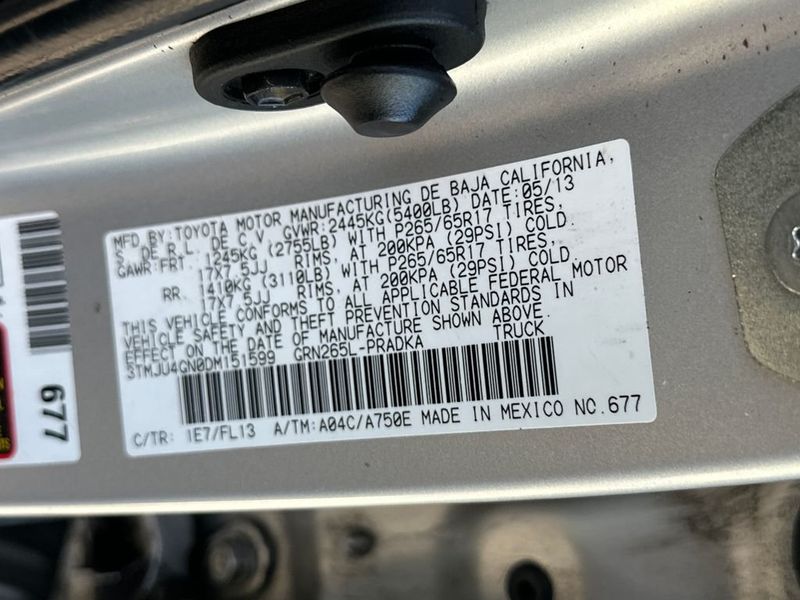 MFD.BY:TOYOTA MOTOR MANUFACTURING DE BAJA CALIFORNIA,
S. DE R.L. DE C.V. GVWR:2445KG(5400LB) DATE:05/13
GAWR:FRT 1245KG (2755LB) WITH P265/65R17 TIRES,
17X7.5JJ RIMS, AT 200KPA (29PSI) COLD.
RR. 1410KG (3110LB) WITH P265/65R17 TIRES,
17X7.5JJ RIMS, AT 200KPA (29PSI) COLD.
THIS VEHICLE CONFORMS TO ALL APPLICABLE FEDERAL MOTOR
VEHICLE SAFETY AND THEFT PREVENTION STANDARDS IN
EFFECT ON THE DATE OF MANUFACTURE SHOWN ABOVE.
3TMJU4GN0DM151599 GRN265L-PRADKA TRUCK
C/TR: 1E7/FL13 A/TM:A04C/A750E MADE IN MEXICO NO.677
677